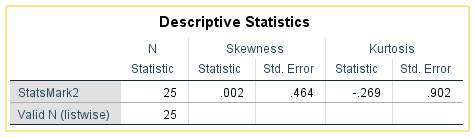 Descriptive Statistics
N Skewness Kurtosis
Statistic Statistic Std. Error Statistic Std. Error
StatsMark2 25 .002 .464 -.269 .902
Valid N (listwise) 25